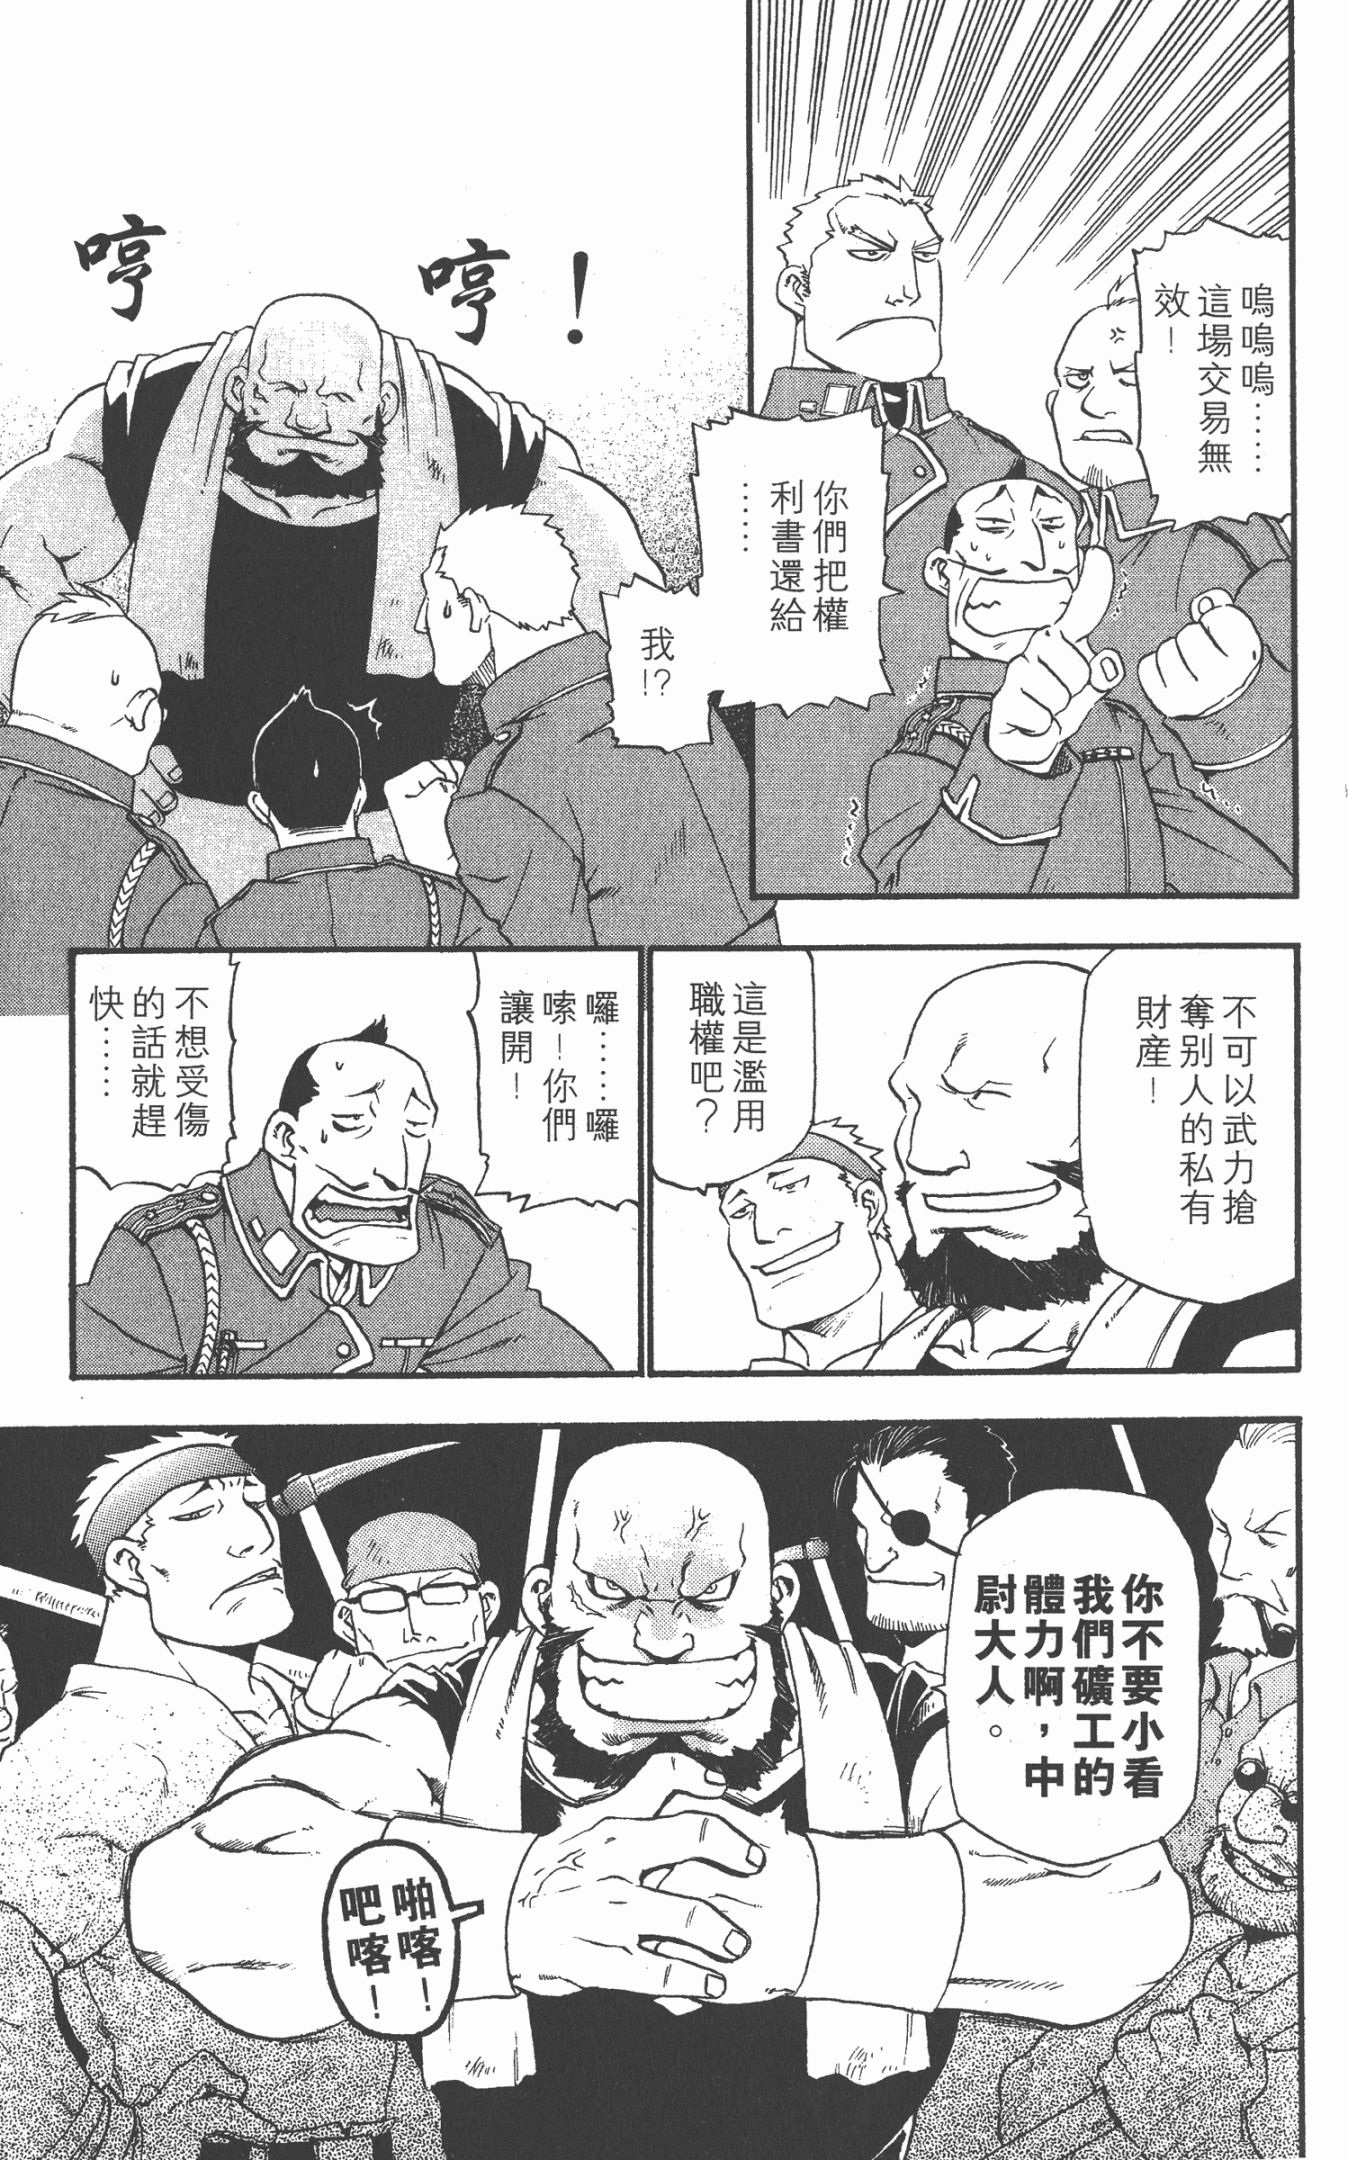 嗚嗚嗚……
這場交易無
效！
你們把權
利書還給
……
我！？
哼
哼！
不可以武力搶
奪別人的私有
財產！
這是濫用
職權吧？
囉……囉
嗦！你們
讓開！
不想受傷
的話就趕
快……
你不要小看
我們礦工的
體力啊，中
尉大人。
啪喀！
吧喀！